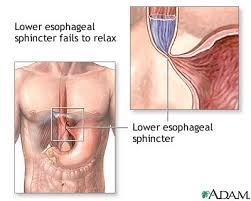 Lower esophageal
sphincter fails to relax
Lower esophageal
sphincter
ADAM